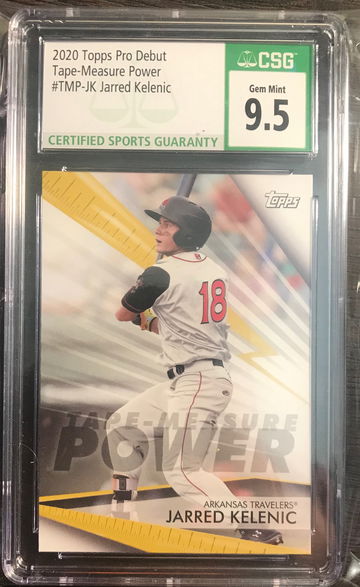 2020 Topps Pro Debut
Tape-Measure Power
#TMP-JK Jarred Kelenic
CERTIFIED SPORTS GUARANTY
CSG
Gem Mint
9.5
Topps
18
TAPE-MEASURE
POWER
ARKANSAS TRAVELERS®
JARRED KELENIC